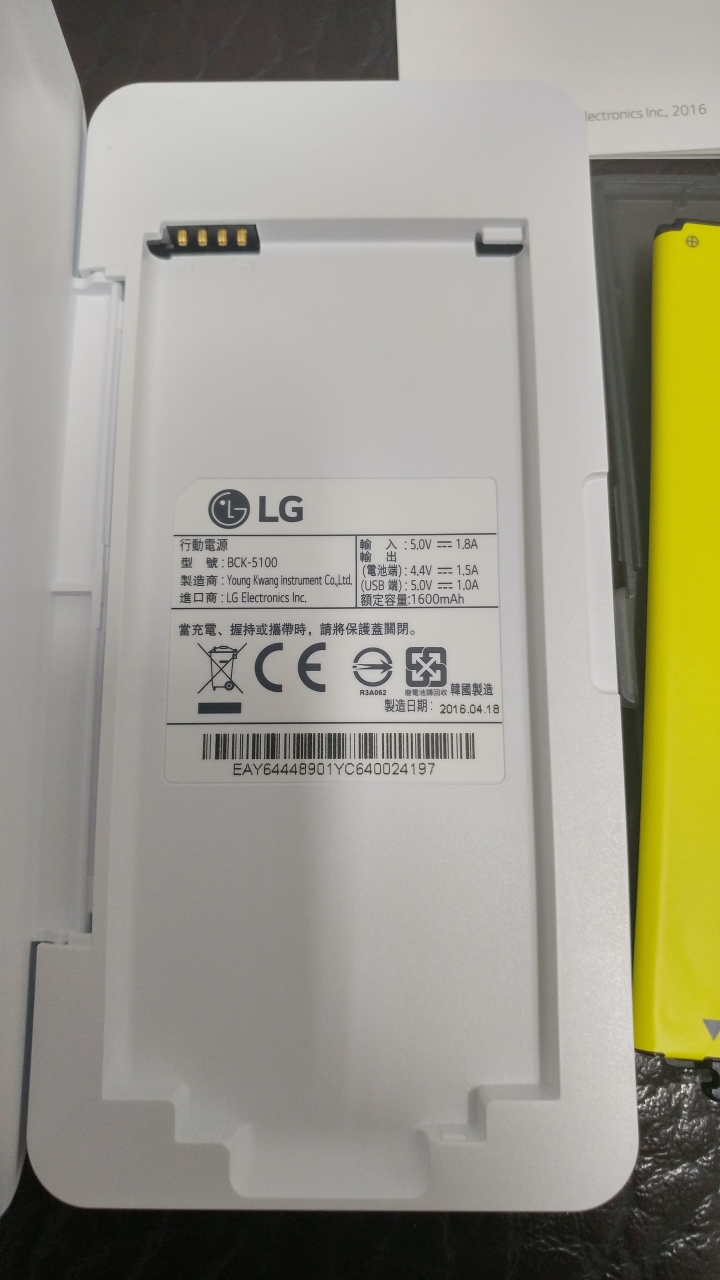 lectronics Inc., 2016
LG
行動電源
型 號 : BCK-5100
製造商 : Young Kwang Instrument Co.,Ltd.
進口商 : LG Electronics Inc.
輸 入 : 5.0V ⎓ 1.8A
輸 出
(電池端) : 4.4V ⎓ 1.5A
(USB 端) : 5.0V ⎓ 1.0A
額定容量:1600mAh
當充電、握持或攜帶時，請將保護蓋關閉。
CE
R3A062
廢電池請回收
韓國製造
製造日期: 2016.04.18
EAY64448901YC640024197